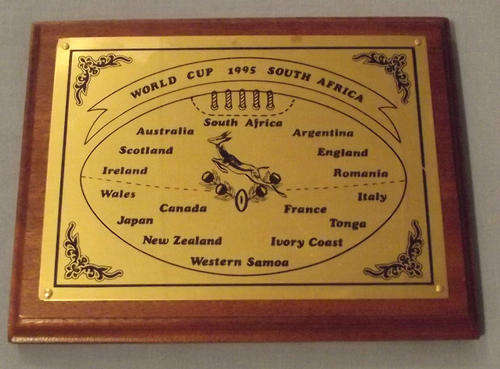 WORLD CUP 1995 SOUTH AFRICA
South Africa
Australia Argentina
Scotland England
Ireland Romania
Wales Italy
Canada France
Japan Tonga
New Zealand Ivory Coast
Western Samoa